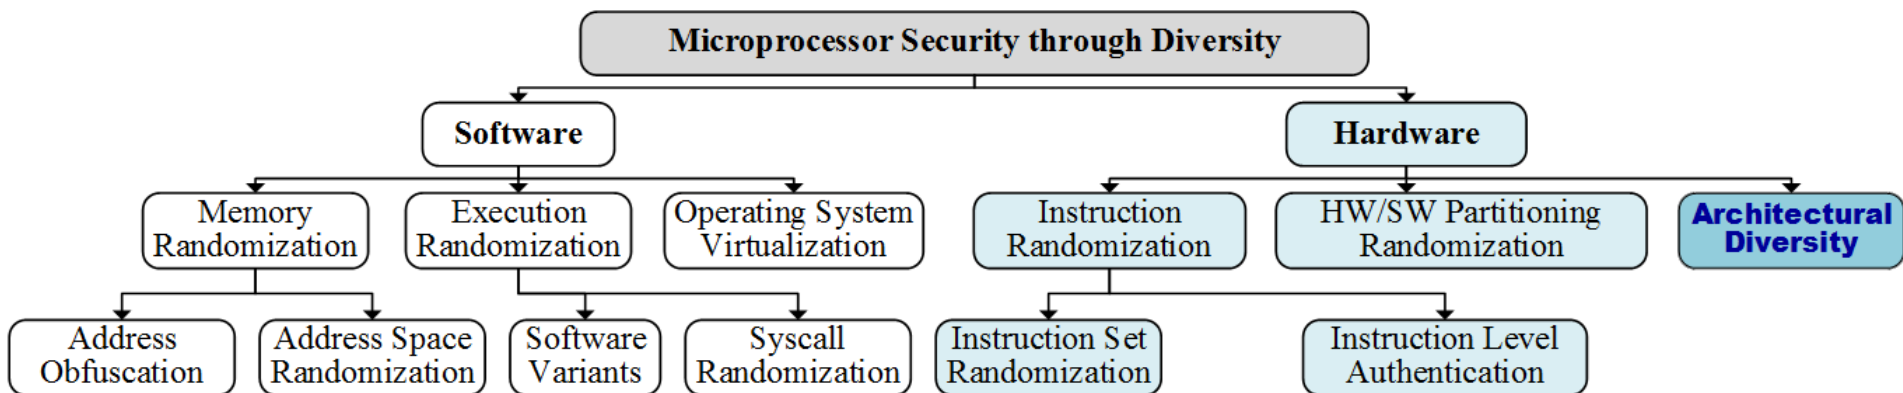 Microprocessor Security through Diversity
Software
Hardware
Memory
Randomization
Execution
Randomization
Operating System
Virtualization
Instruction
Randomization
HW/SW Partitioning
Randomization
Architectural
Diversity
Address
Obfuscation
Address Space
Randomization
Software
Variants
Syscall
Randomization
Instruction Set
Randomization
Instruction Level
Authentication